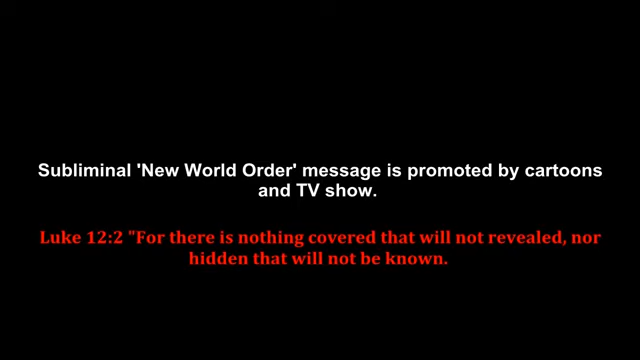 Subliminal 'New World Order' message is promoted by cartoons
and TV show.
Luke 12:2 "For there is nothing covered that will not revealed, nor
hidden that will not be known.